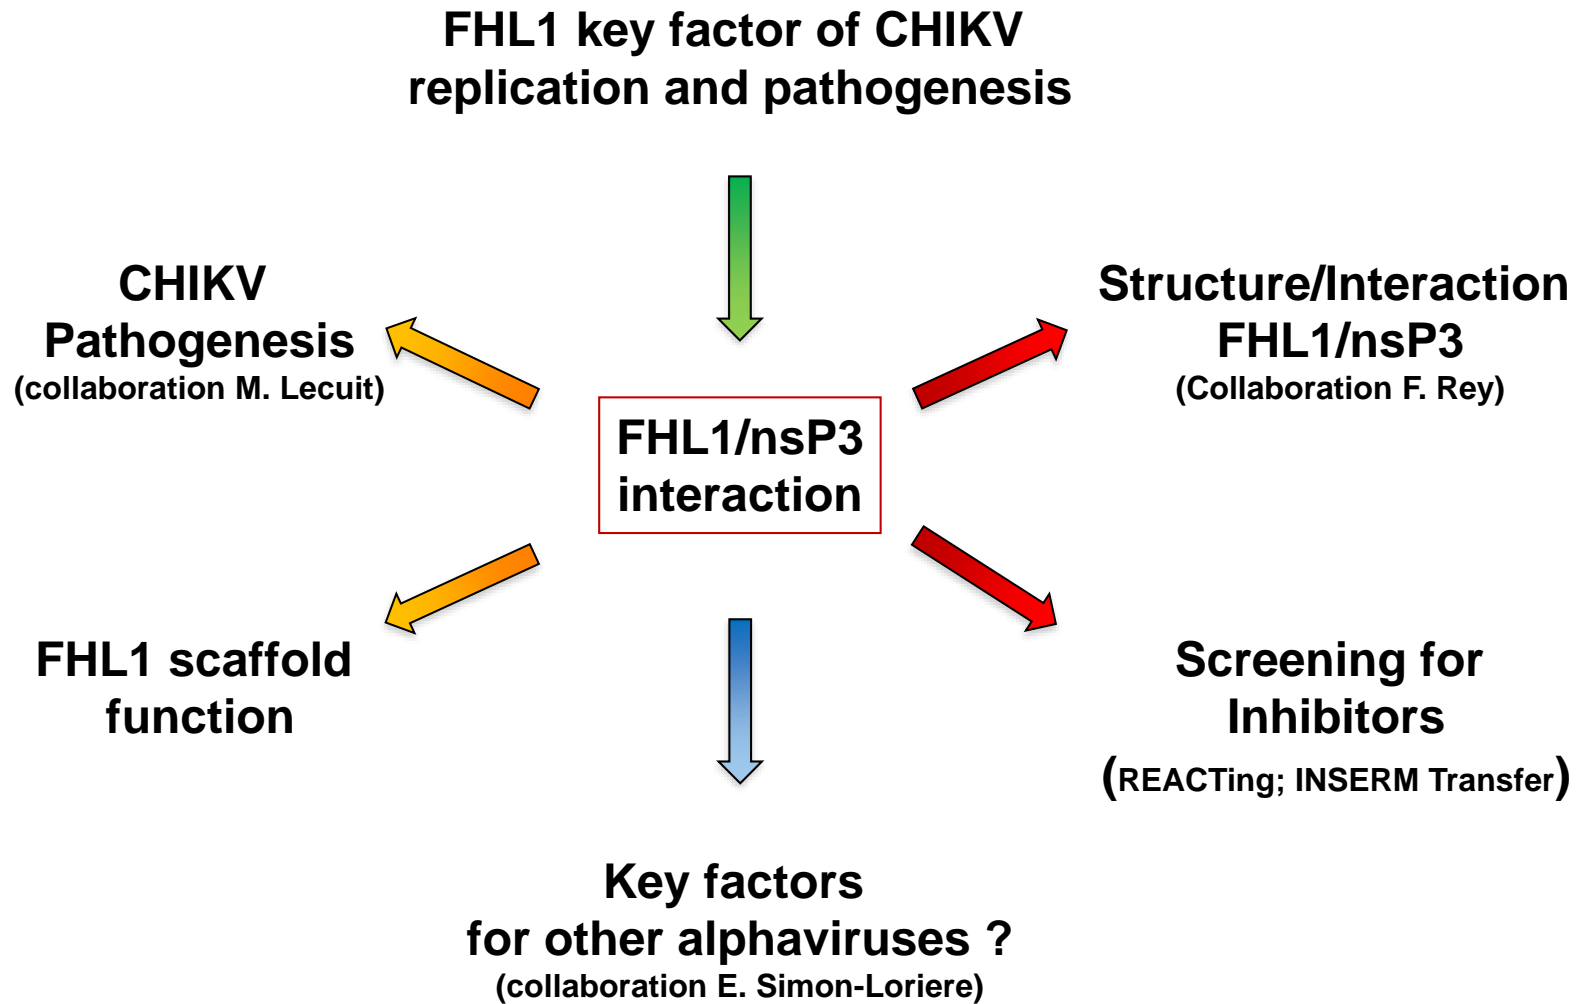 FHL1 key factor of CHIKV
replication and pathogenesis
CHIKV
Pathogenesis
(collaboration M. Lecuit)
Structure/Interaction
FHL1/nsP3
(Collaboration F. Rey)
FHL1/nsP3
interaction
FHL1 scaffold
function
Screening for
Inhibitors
(REACTing; INSERM Transfer)
Key factors
for other alphaviruses ?
(collaboration E. Simon-Loriere)